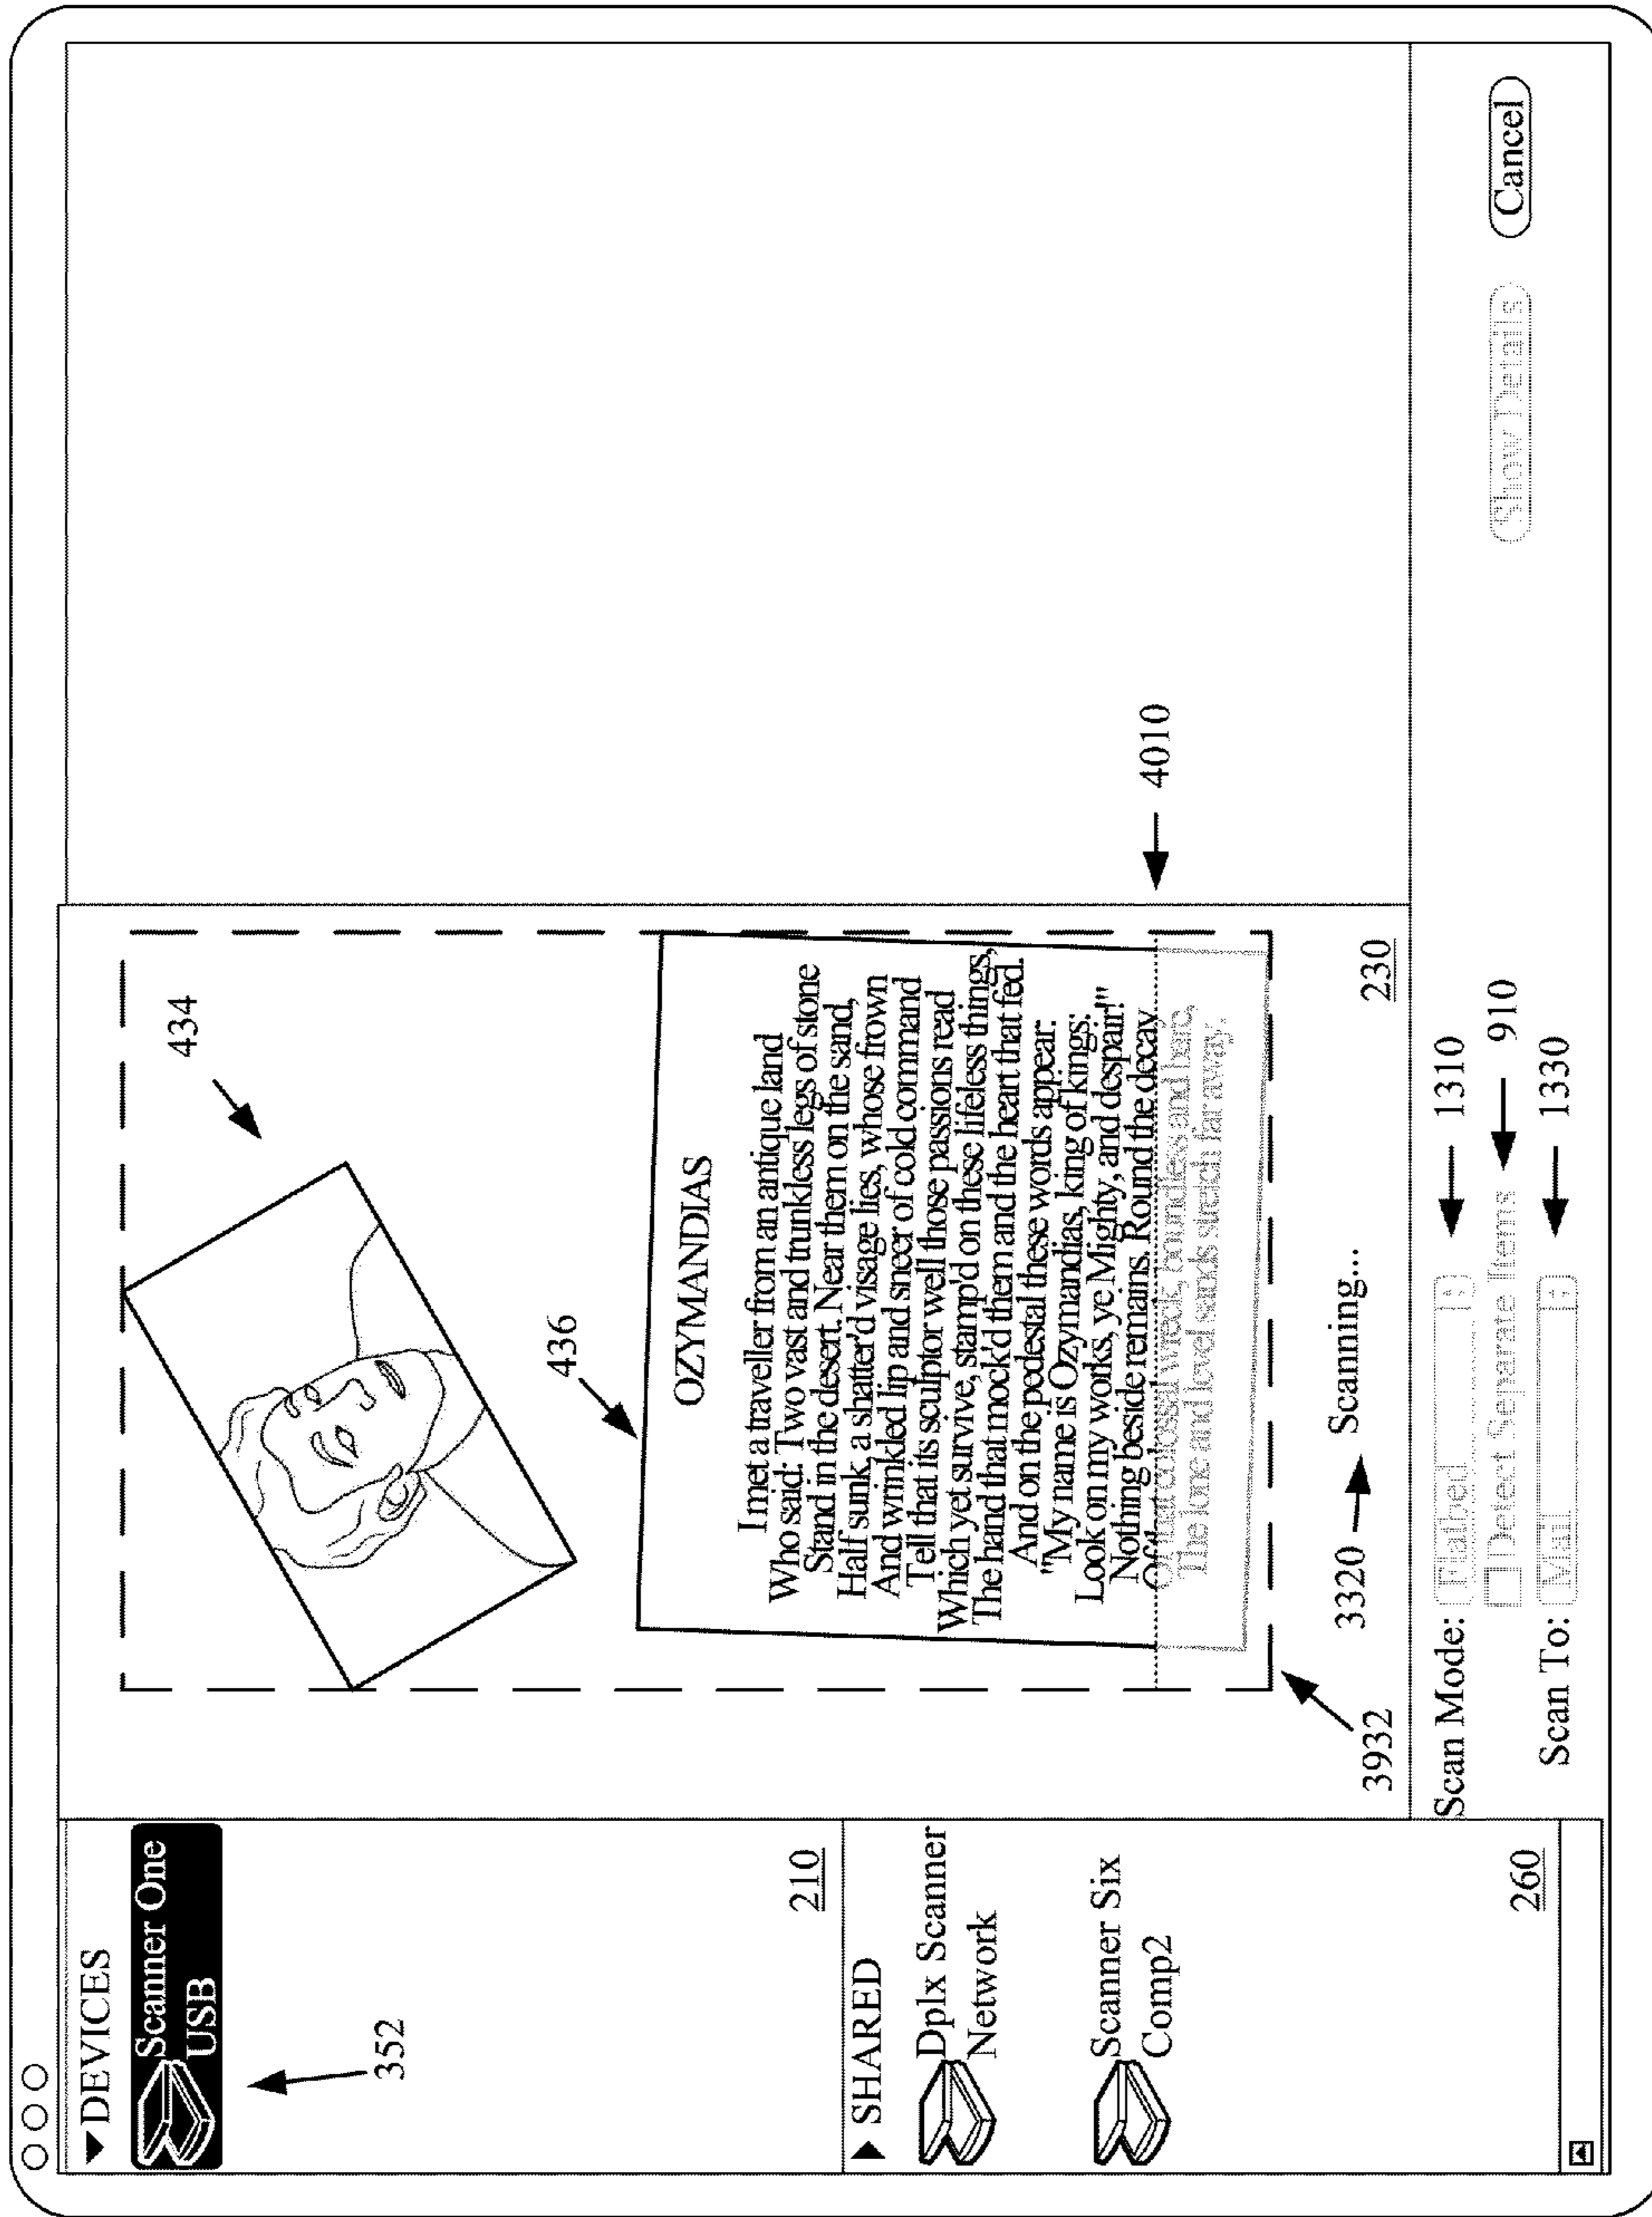 ▼ DEVICES
Scanner One
USB
352
210
▶ SHARED
Dplx Scanner
Network
Scanner Six
Comp2
260
434
436
OZYMANDIAS
I met a traveller from an antique land
Who said: Two vast and trunkless legs of stone
Stand in the desert. Near them on the sand,
Half sunk, a shatter'd visage lies, whose frown
And wrinkled lip and sneer of cold command
Tell that its sculptor well those passions read
Which yet survive, stamp'd on these lifeless things,
The hand that mock'd them and the heart that fed.
And on the pedestal these words appear:
"My name is Ozymandias, king of kings:
Look on my works, ye Mighty, and despair!"
Nothing beside remains. Round the decay
Of that colossal wreck, boundless and bare,
The lone and level sands stretch far away.
4010
3932
3320
Scanning...
230
Scan Mode: Flatbed
1310
Detect Separate Items
910
Scan To: Mail
1330
Show Details
Cancel